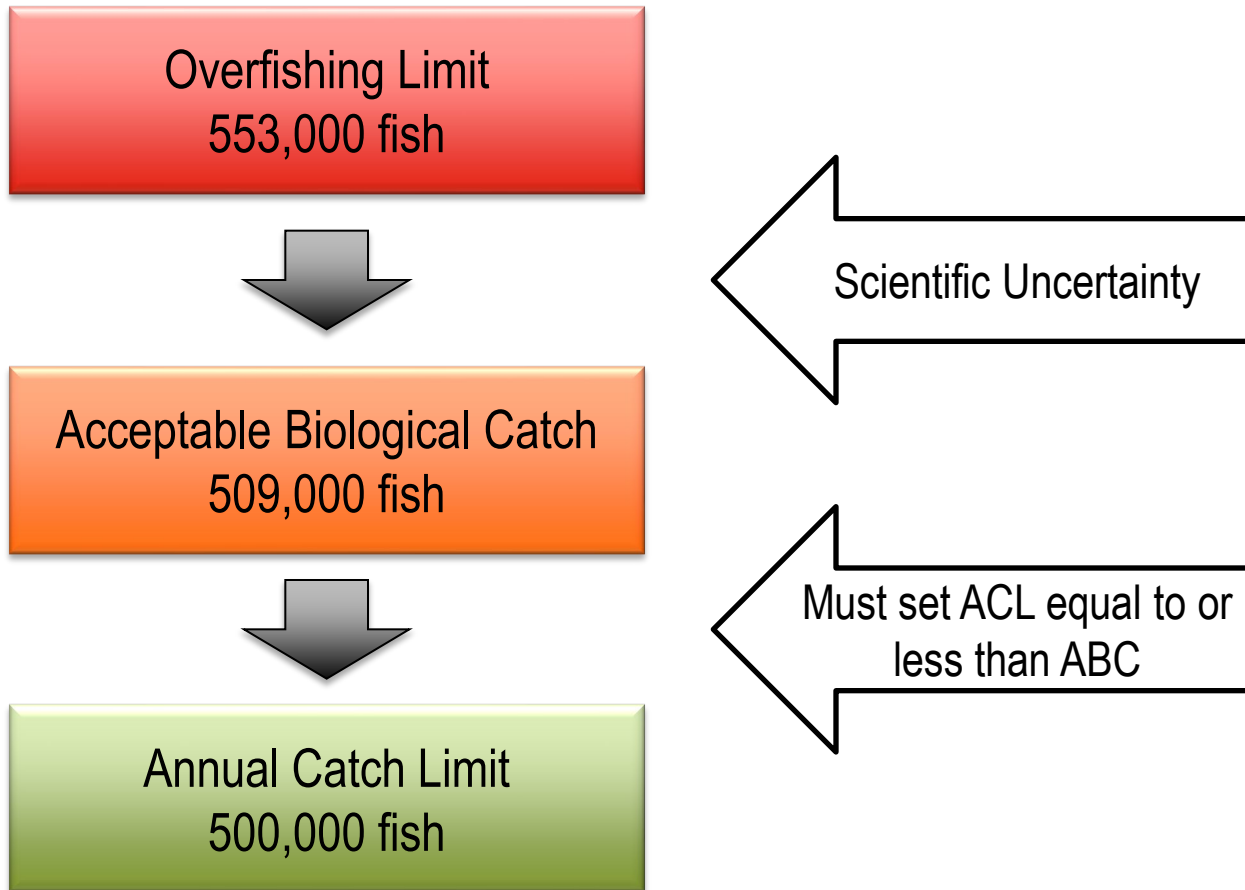 Overfishing Limit
553,000 fish
Scientific Uncertainty
Acceptable Biological Catch
509,000 fish
Must set ACL equal to or
less than ABC
Annual Catch Limit
500,000 fish